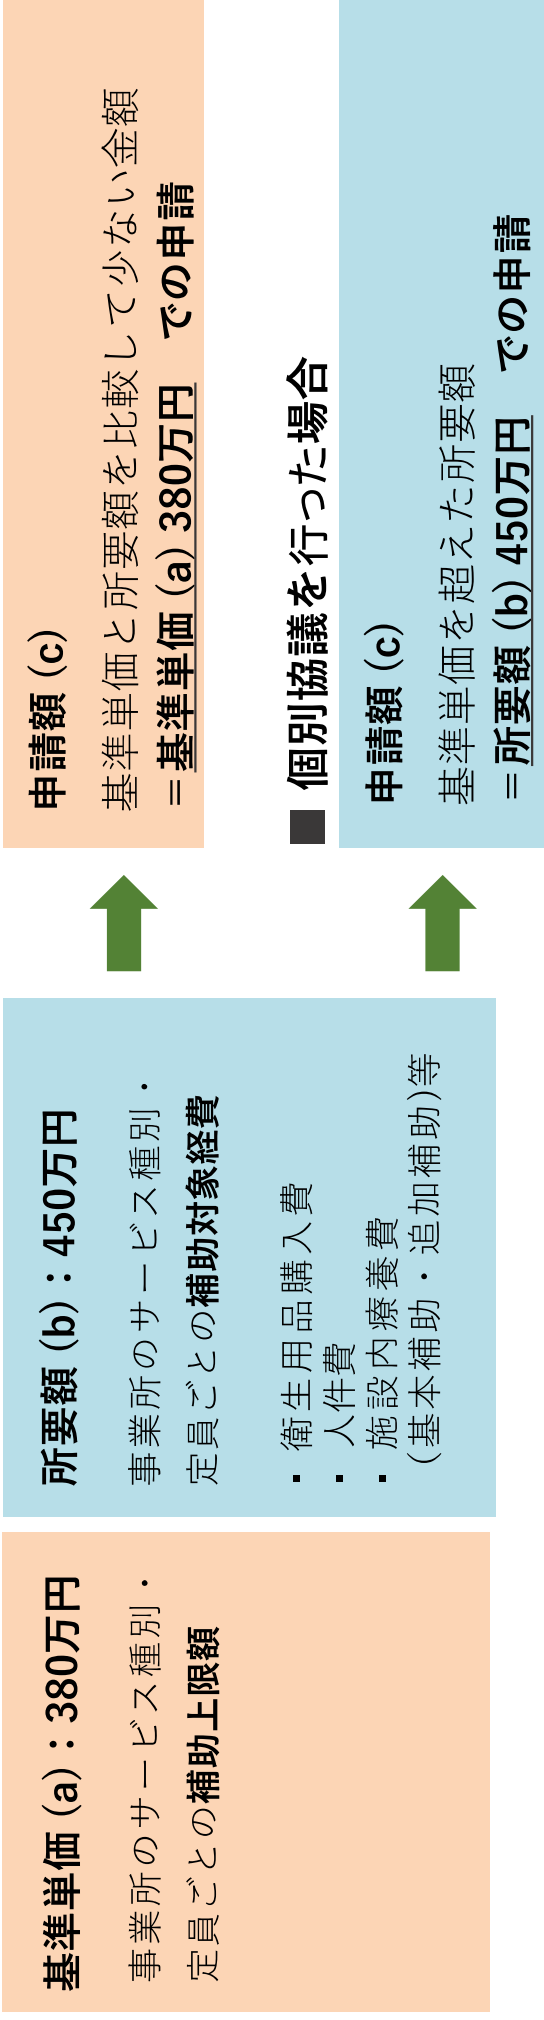 基準単価（a）：380万円
事業所のサービス種別・
定員ごとの補助上限額
所要額（b）：450万円
事業所のサービス種別・
定員ごとの補助対象経費
▪ 衛生用品購入費
▪ 人件費
▪ 施設内療養費
（基本補助・追加補助）等
申請額（c）
基準単価と所要額を比較して少ない金額
＝基準単価（a）380万円　での申請
■ 個別協議を行った場合
申請額（c）
基準単価を超えた所要額
＝所要額（b）450万円　での申請